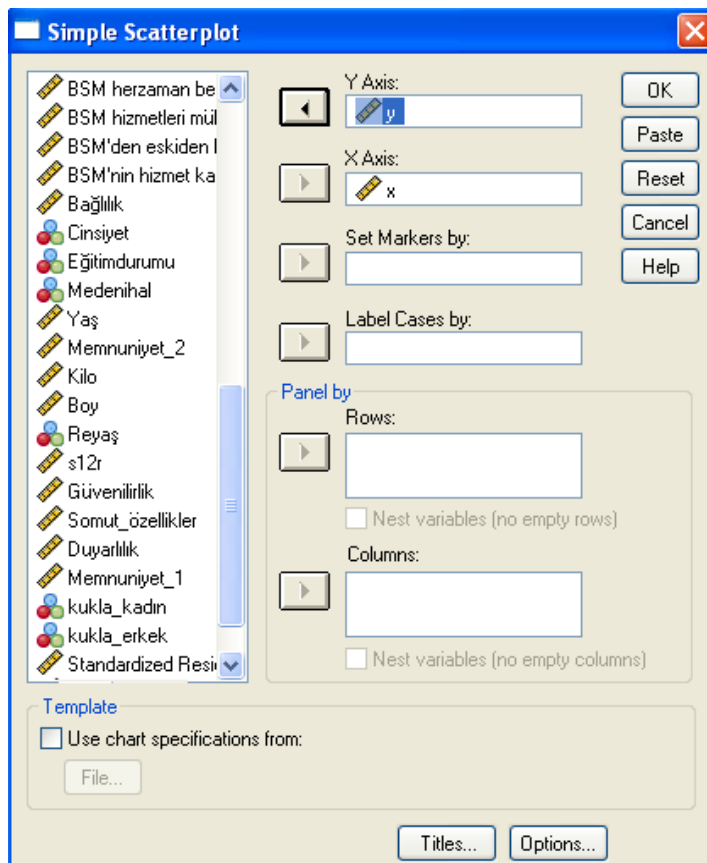 Simple Scatterplot
BSM herzaman be
BSM hizmetleri mül
BSM'den eskiden
BSM'nin hizmet ka
Bağlılık
Cinsiyet
Eğitimdurumu
Medenihal
Yaş
Memnuniyet_2
Kilo
Boy
Reyaş
s12r
Güvenilirlik
Somut_özellikler
Duyarlılık
Memnuniyet_1
kukla_kadın
kukla_erkek
Standardized Resi
Y Axis:
y
X Axis:
x
Set Markers by:
Label Cases by:
Panel by
Rows:
Nest variables (no empty rows)
Columns:
Nest variables (no empty columns)
OK
Paste
Reset
Cancel
Help
Template
Use chart specifications from:
File...
Titles...
Options...